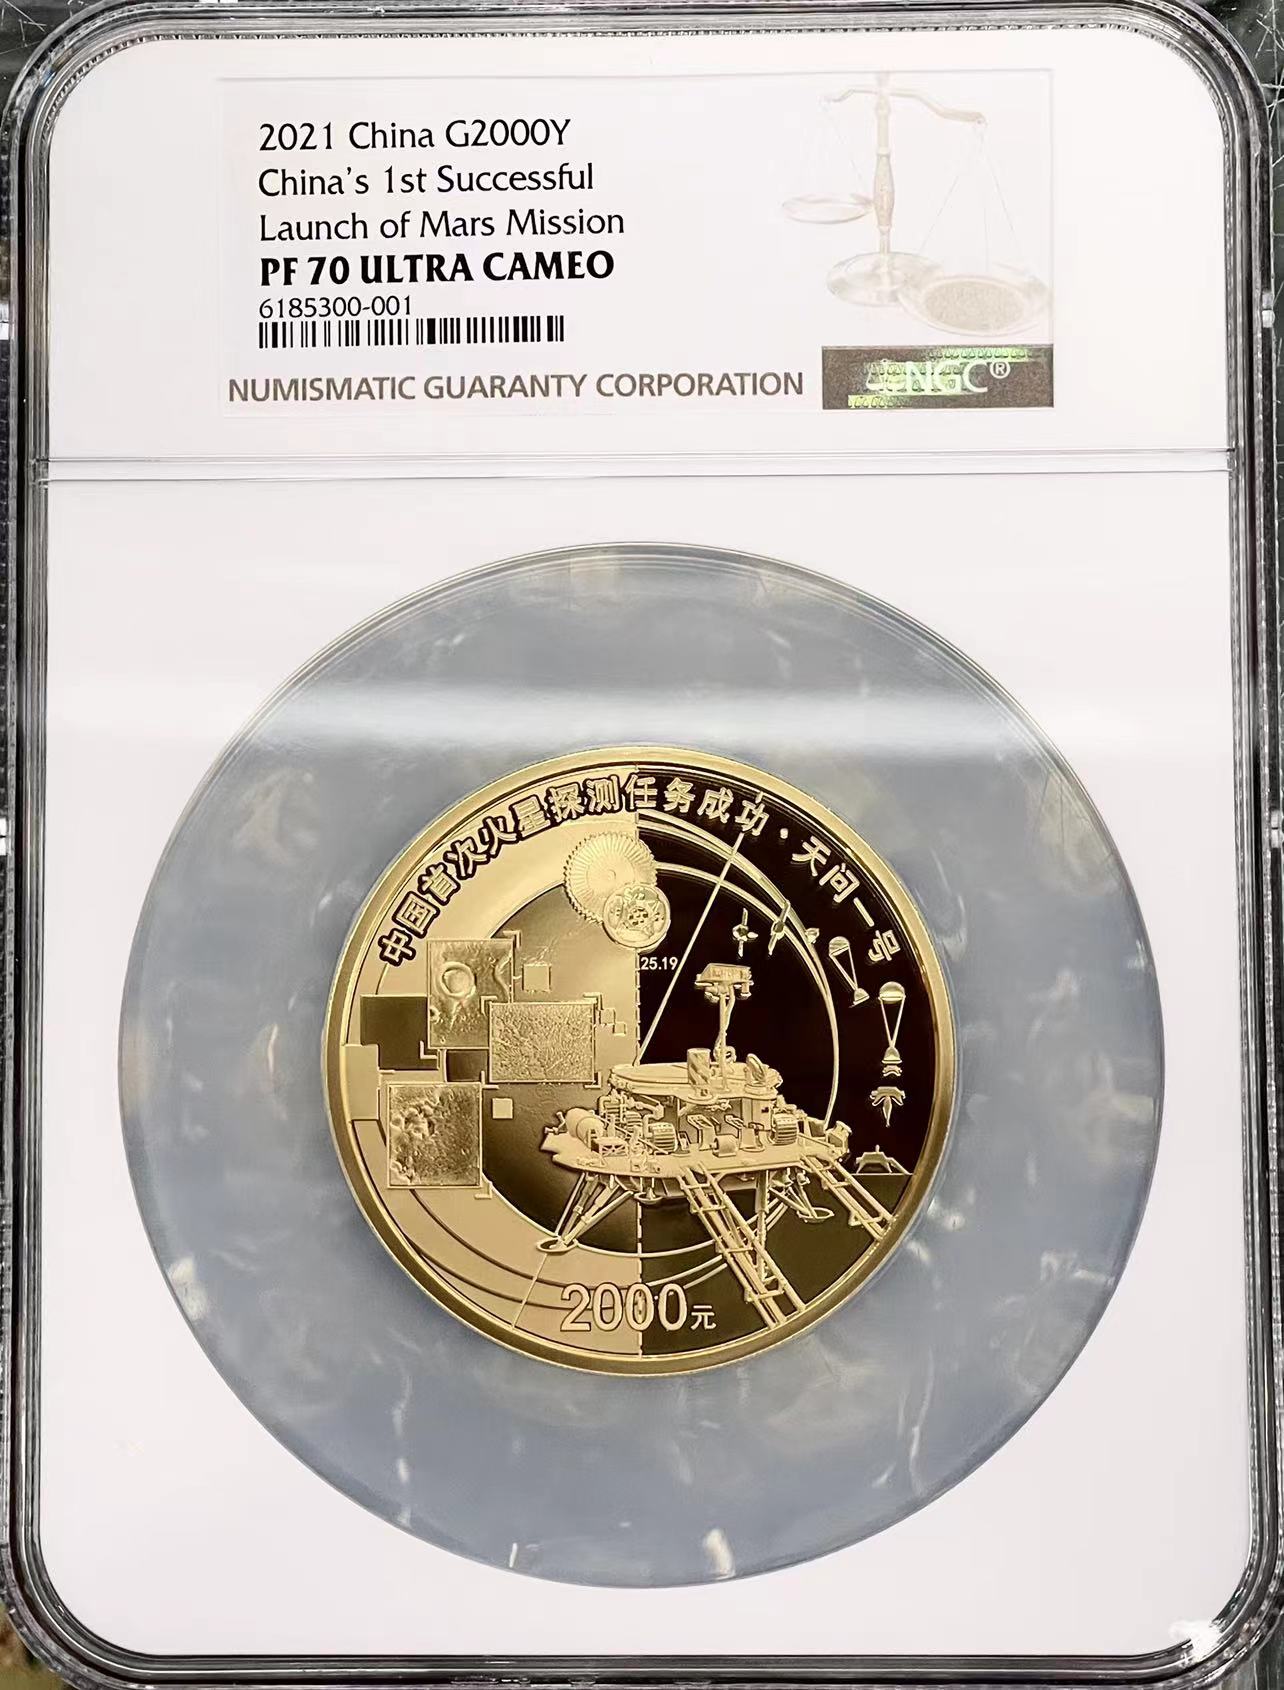 2021 China G2000Y
China's 1st Successful
Launch of Mars Mission
PF 70 ULTRA CAMEO
6185300-001
NUMISMATIC GUARANTY CORPORATION
NGC®
中国首次火星探测任务成功·天问一号
25.19
2000元